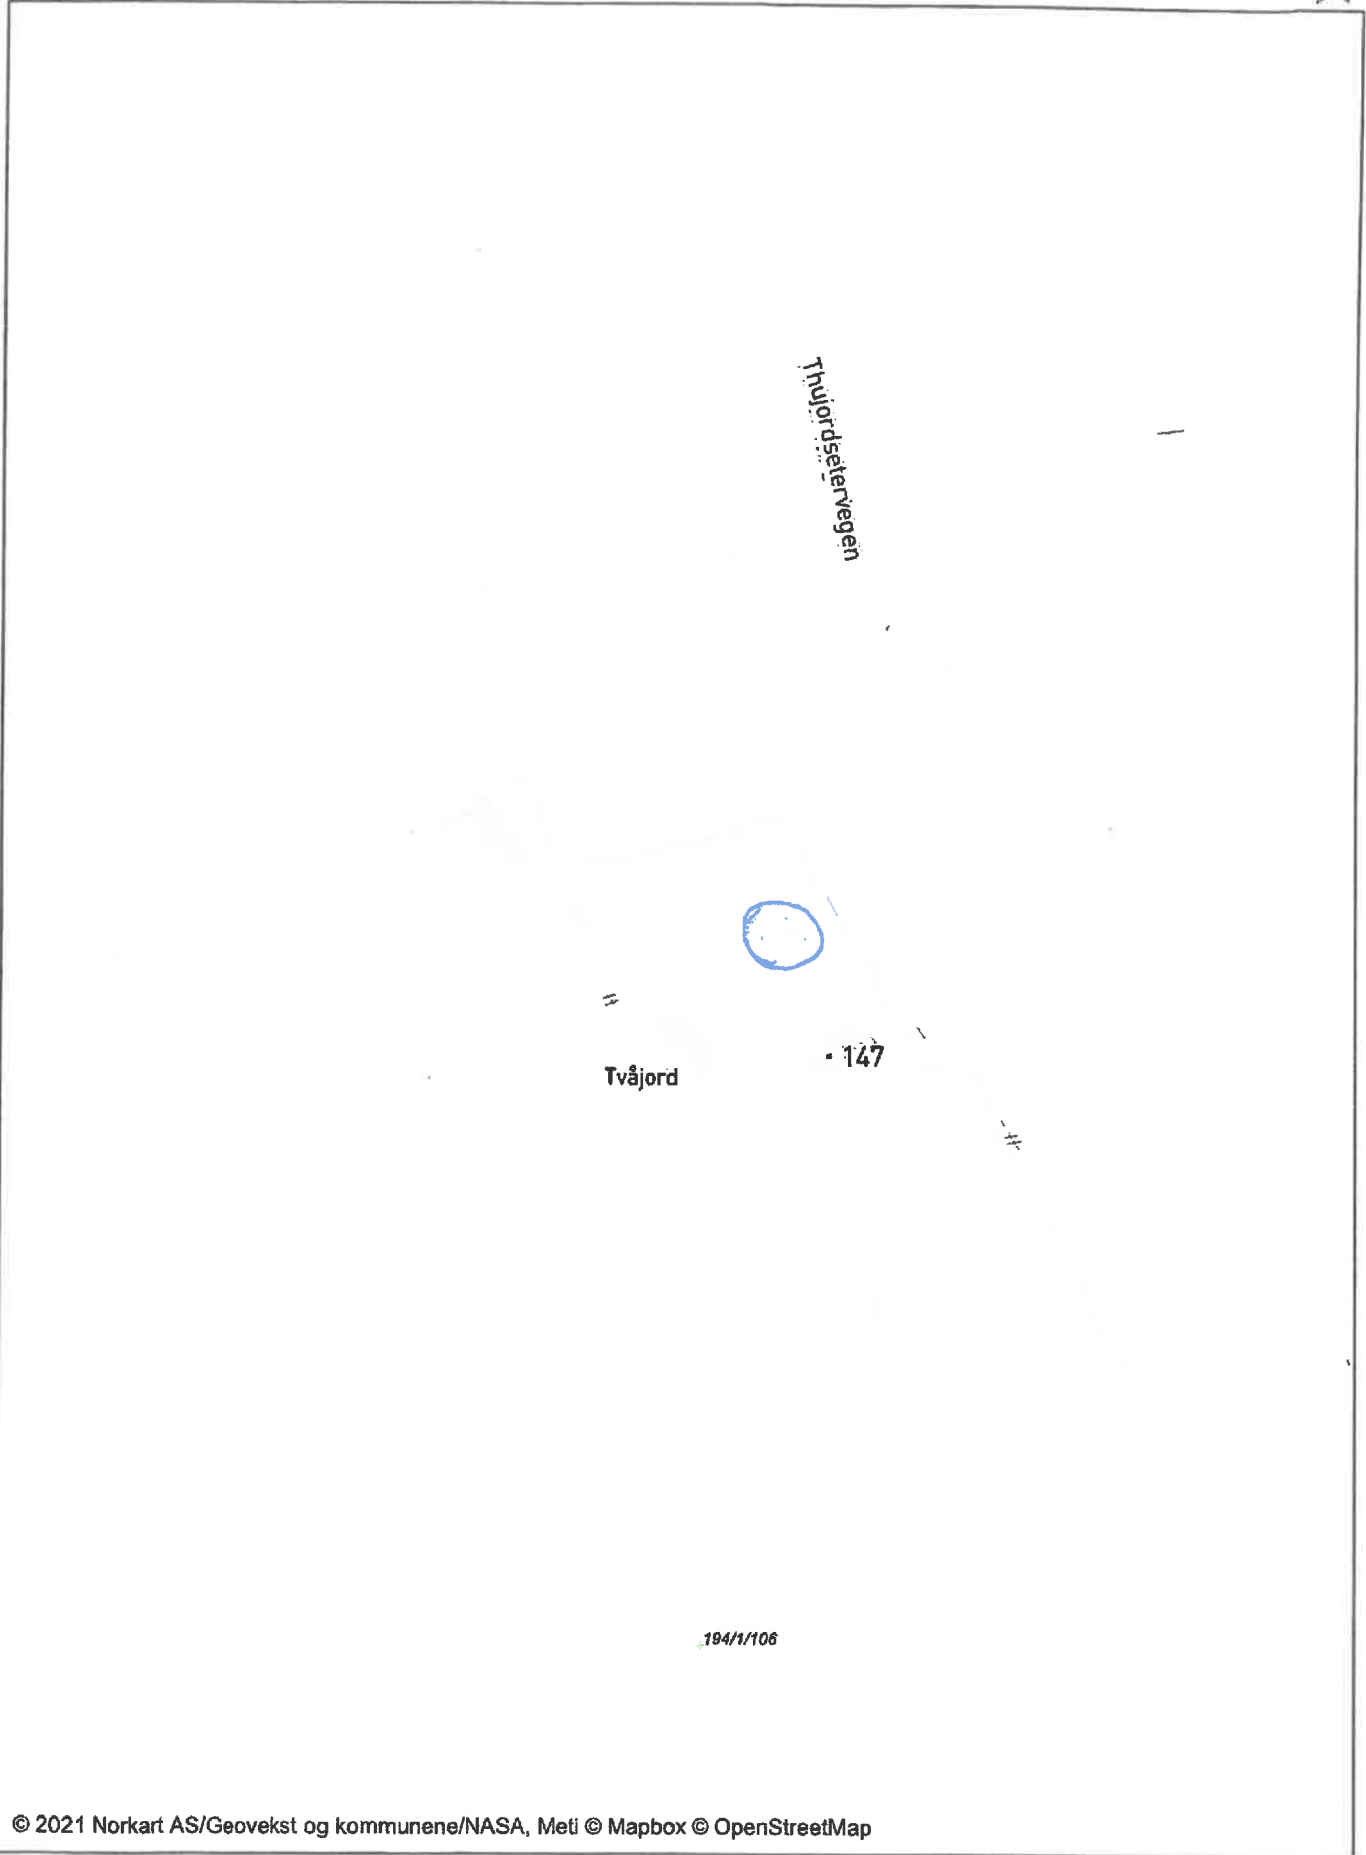 Thujordsetervegen
147
Tvåjord
194/1/106
© 2021 Norkart AS/Geovekst og kommunene/NASA, Meti © Mapbox © OpenStreetMap